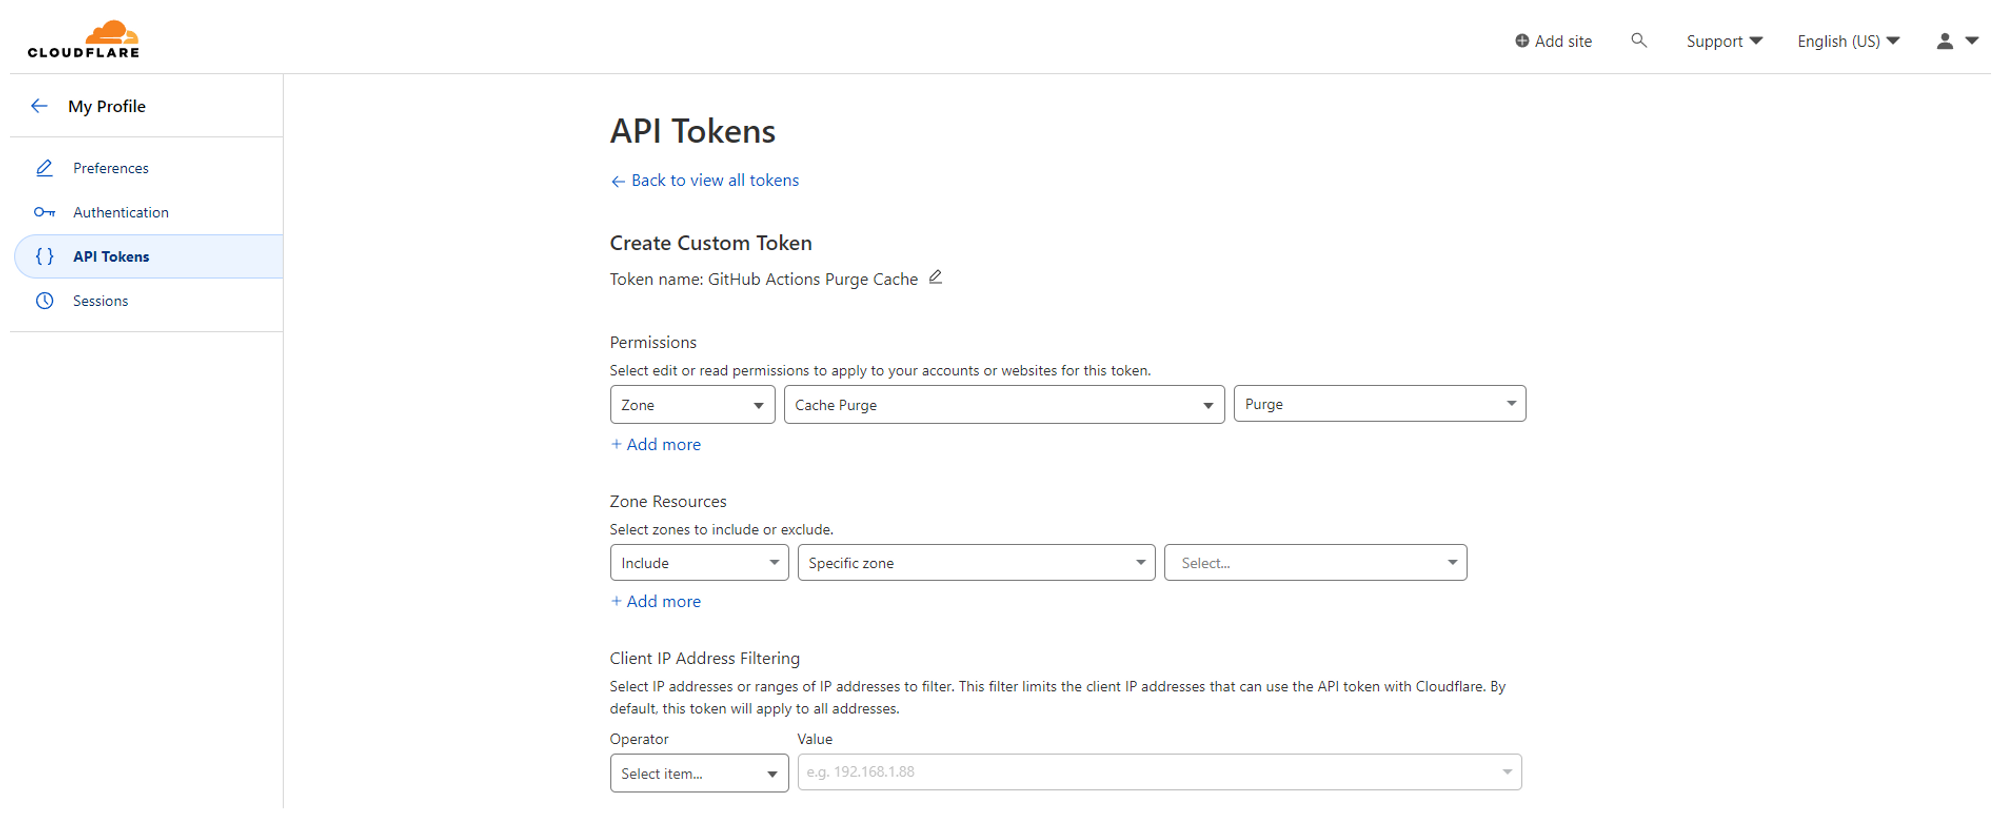 CLOUDFLARE
Add site
Support
English (US)
My Profile
Preferences
Authentication
API Tokens
Sessions
API Tokens
← Back to view all tokens
Create Custom Token
Token name: GitHub Actions Purge Cache
Permissions
Select edit or read permissions to apply to your accounts or websites for this token.
Zone
Cache Purge
Purge
+ Add more
Zone Resources
Select zones to include or exclude.
Include
Specific zone
Select...
+ Add more
Client IP Address Filtering
Select IP addresses or ranges of IP addresses to filter. This filter limits the client IP addresses that can use the API token with Cloudflare. By
default, this token will apply to all addresses.
Operator
Value
Select item...
e.g. 192.168.1.88